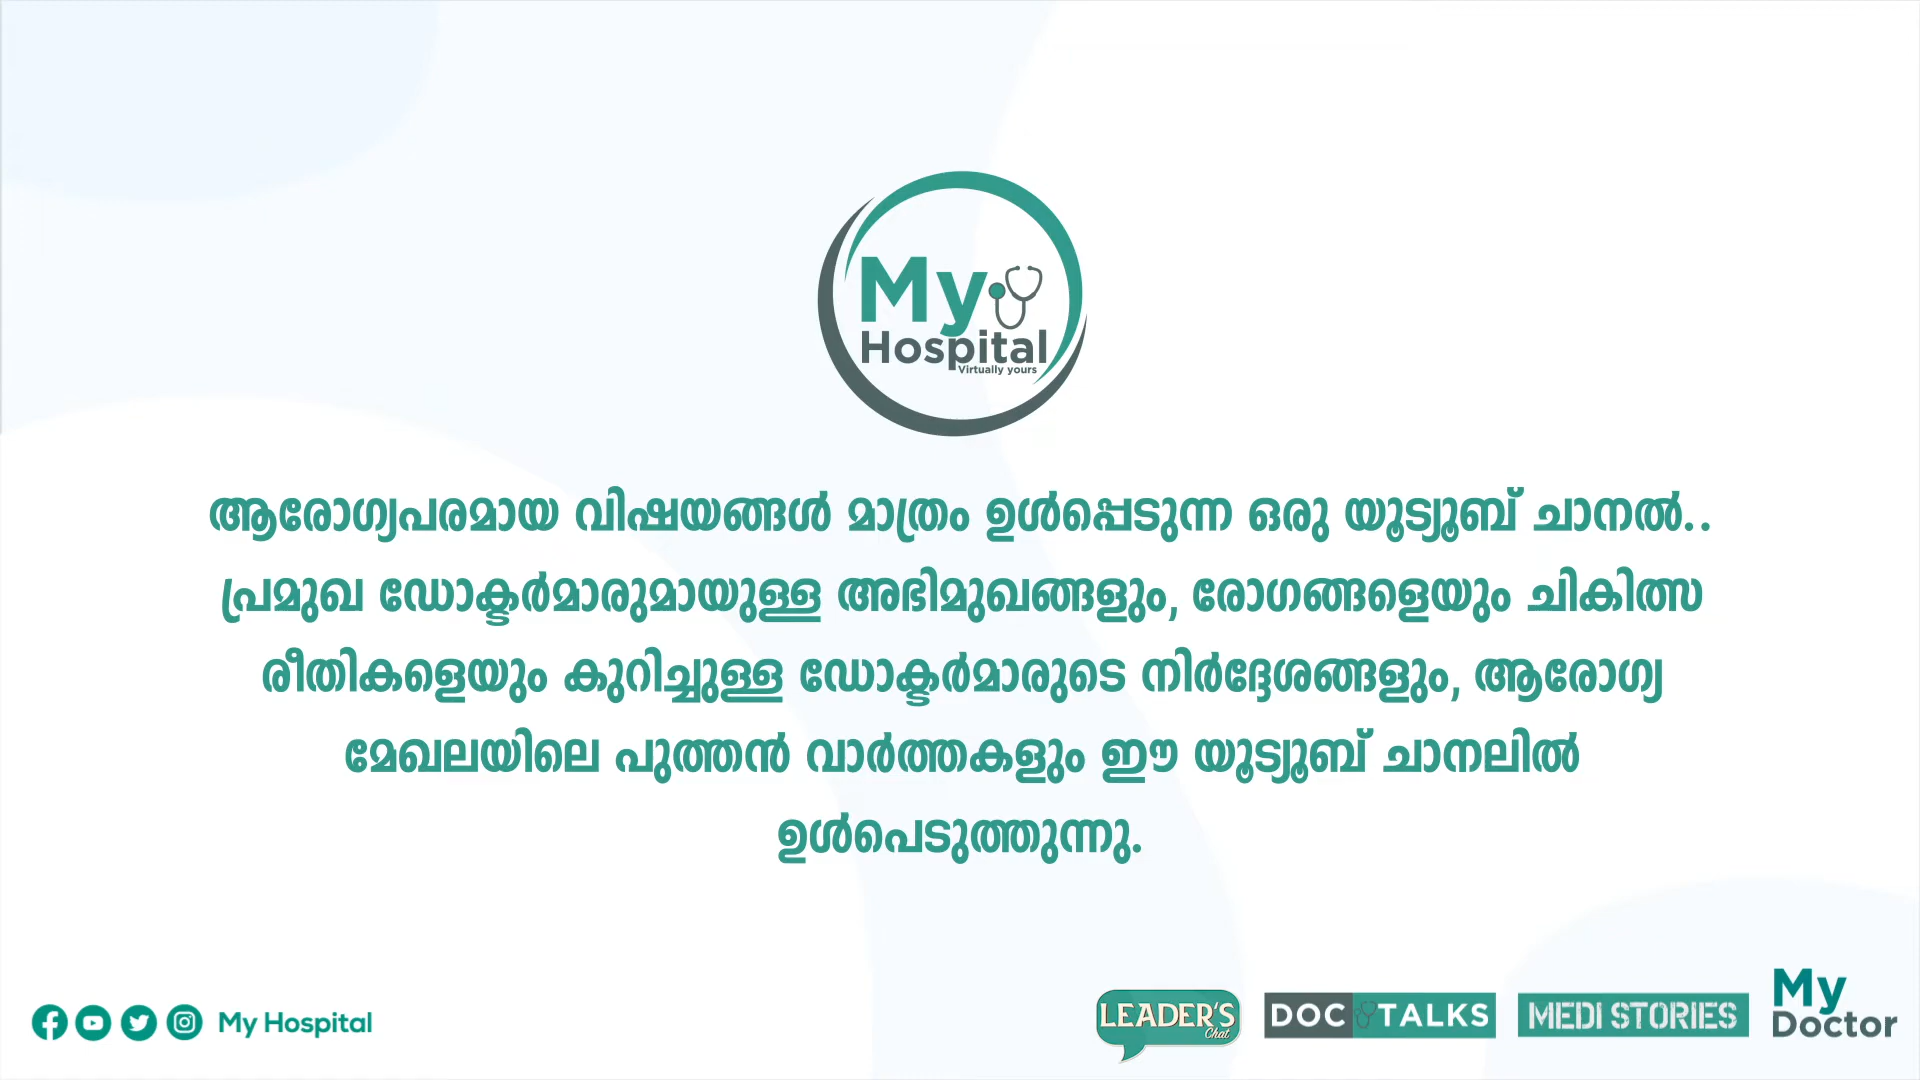 My
Hospital
Virtually yours
ആരോഗ്യപരമായ വിഷയങ്ങൾ മാത്രം ഉൾപ്പെടുന്ന ഒരു യൂട്യൂബ് ചാനൽ..
പ്രമുഖ ഡോക്ടർമാരുമായുള്ള അഭിമുഖങ്ങളും, രോഗങ്ങളെയും ചികിത്സ
രീതികളെയും കുറിച്ചുള്ള ഡോക്ടർമാരുടെ നിർദ്ദേശങ്ങളും, ആരോഗ്യ
മേഖലയിലെ പുത്തൻ വാർത്തകളും ഈ യൂട്യൂബ് ചാനലിൽ
ഉൾപെടുത്തുന്നു.
My Hospital
LEADER'S
Chat
DOC TALKS
MEDI STORIES
My
Doctor